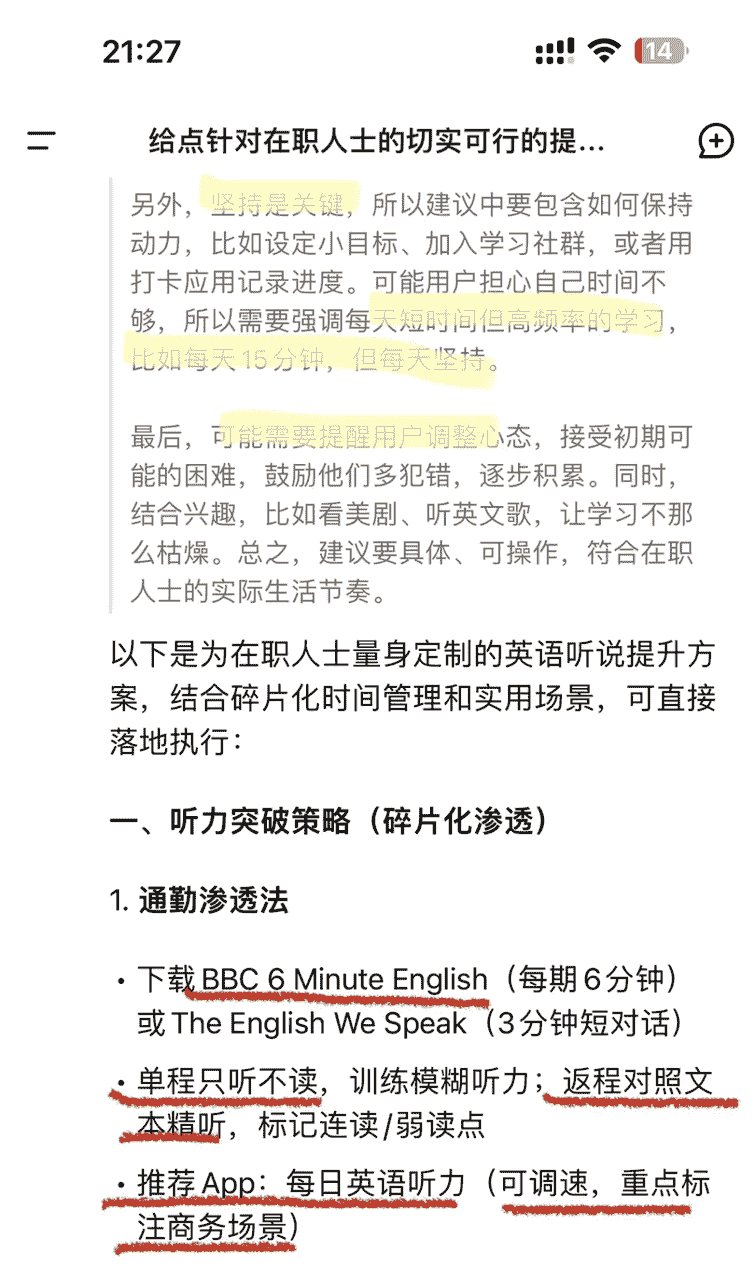 21:27
14
给点针对在职人士的切实可行的提...
另外，坚持是关键，所以建议中要包含如何保持
动力，比如设定小目标、加入学习社群，或者用
打卡应用记录进度。可能用户担心自己时间不
够，所以需要强调每天短时间但高频率的学习，
比如每天15分钟，但每天坚持。
最后，可能需要提醒用户调整心态，接受初期可
能的困难，鼓励他们多犯错，逐步积累。同时，
结合兴趣，比如看美剧、听英文歌，让学习不那
么枯燥。总之，建议要具体、可操作，符合在职
人士的实际生活节奏。
以下是为在职人士量身定制的英语听说提升方
案，结合碎片化时间管理和实用场景，可直接
落地执行：
一、听力突破策略（碎片化渗透）
1. 通勤渗透法
• 下载 BBC 6 Minute English（每期 6 分钟）
或 The English We Speak（3 分钟短对话）
• 单程只听不读，训练模糊听力；返程对照文
本精听，标记连读/弱读点
• 推荐 App：每日英语听力（可调速，重点标
注商务场景）